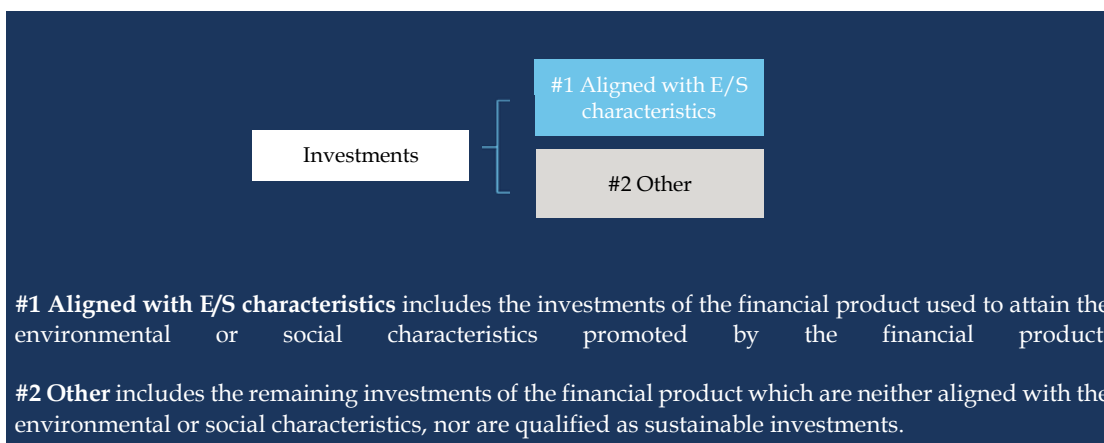 #1 Aligned with E/S
characteristics
Investments
#2 Other
#1 Aligned with E/S characteristics includes the investments of the financial product used to attain the
environmental or social characteristics promoted by the financial product
#2 Other includes the remaining investments of the financial product which are neither aligned with the
environmental or social characteristics, nor are qualified as sustainable investments.